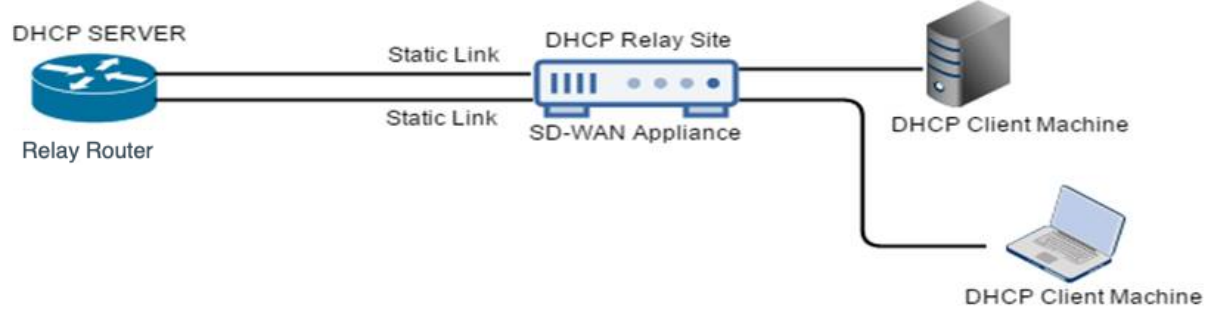 DHCP SERVER
Relay Router
Static Link
Static Link
DHCP Relay Site
SD-WAN Appliance
DHCP Client Machine
DHCP Client Machine